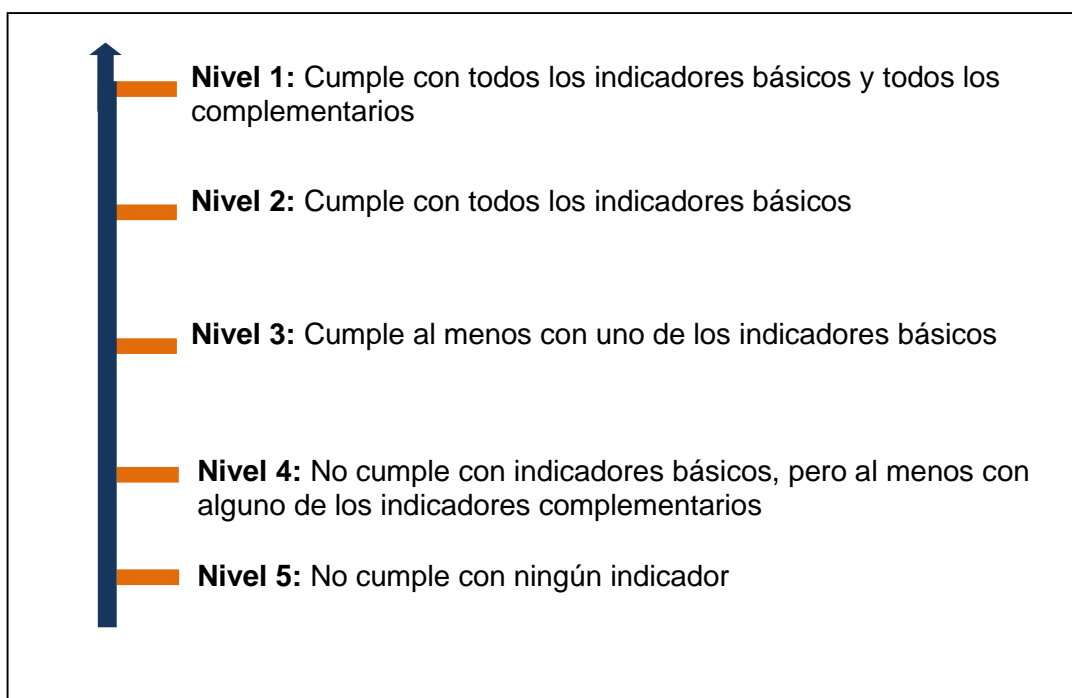 Nivel 1: Cumple con todos los indicadores básicos y todos los
complementarios
Nivel 2: Cumple con todos los indicadores básicos
Nivel 3: Cumple al menos con uno de los indicadores básicos
Nivel 4: No cumple con indicadores básicos, pero al menos con
alguno de los indicadores complementarios
Nivel 5: No cumple con ningún indicador